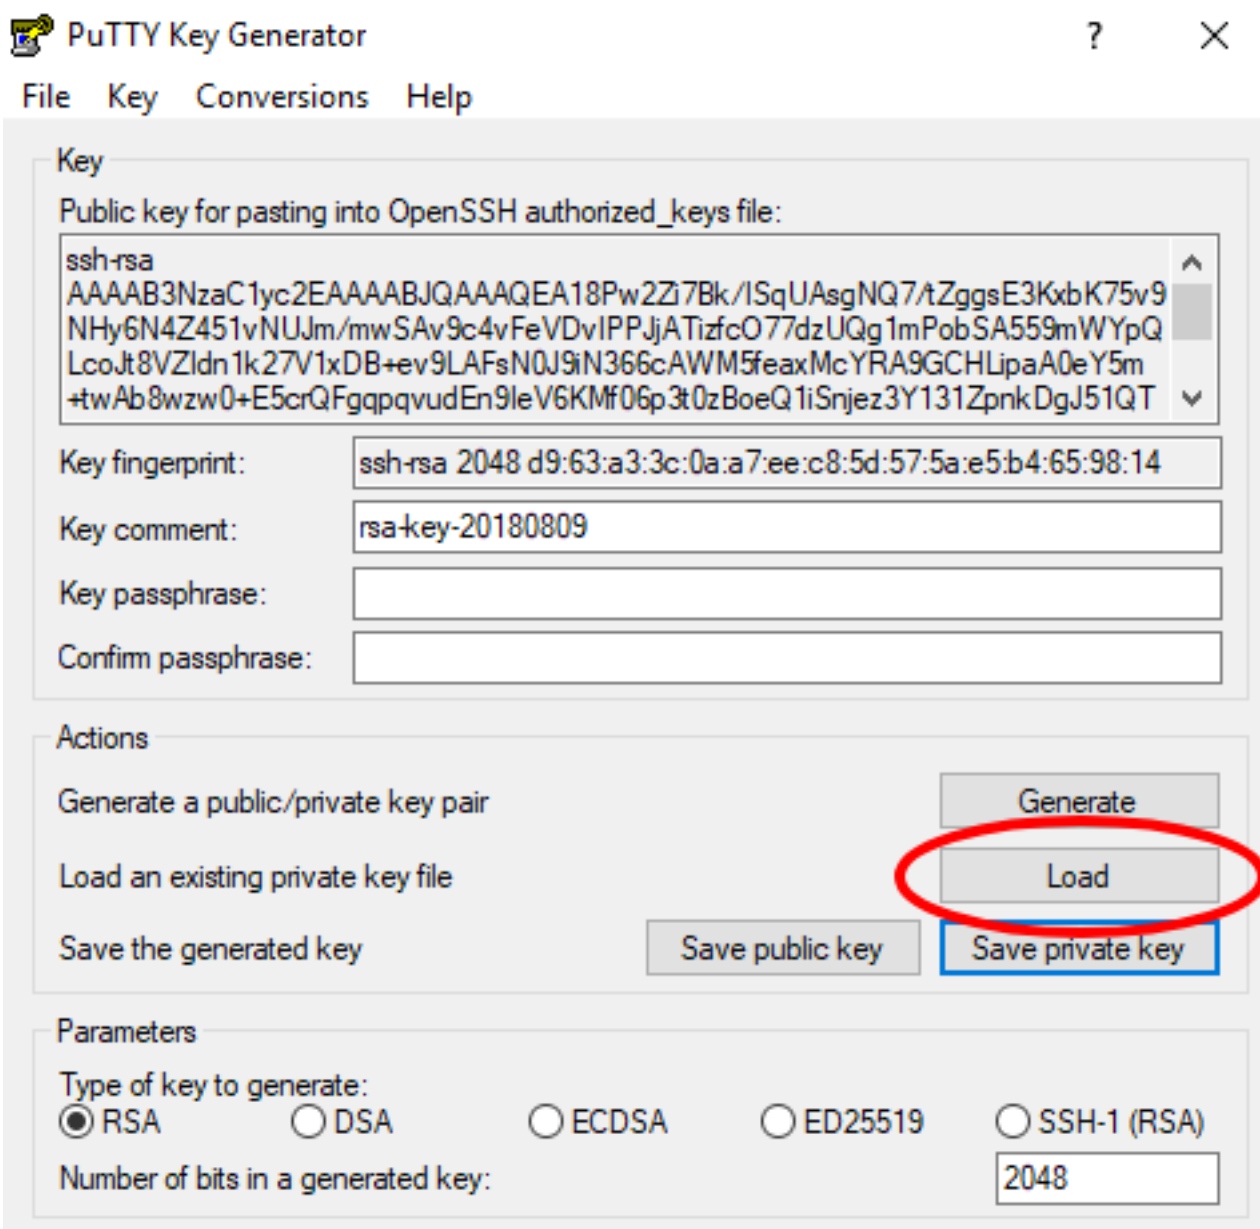 PuTTY Key Generator
File Key Conversions Help
Key
Public key for pasting into OpenSSH authorized_keys file:
ssh-rsa
AAAAB3NzaC1yc2EAAAABJQAAAQEA18Pw2Zi7Bk/ISqUAsgNQ7/tZggsE3KxbK75v9
NHy6N4Z451vNUJm/mwSAv9c4vFeVDvIPPJjATizfcO77dzUQg1mPobSA559mWYpQ
LcoJt8VZIdn1k27V1xDB+ev9LAFsN0J9iN366cAWM5feaxMcYRA9GCHLipaA0eY5m
+twAb8wzw0+E5crQFgqpqvudEn9IeV6KMf06p3t0zBoeQ1iSnjez3Y131ZpnkDgJ51QT
Key fingerprint: ssh-rsa 2048 d9:63:a3:3c:0a:a7:ee:c8:5d:57:5a:e5:b4:65:98:14
Key comment: rsa-key-20180809
Key passphrase:
Confirm passphrase:
Actions
Generate a public/private key pair Generate
Load an existing private key file Load
Save the generated key Save public key Save private key
Parameters
Type of key to generate:
RSA DSA ECDSA ED25519 SSH-1 (RSA)
Number of bits in a generated key: 2048